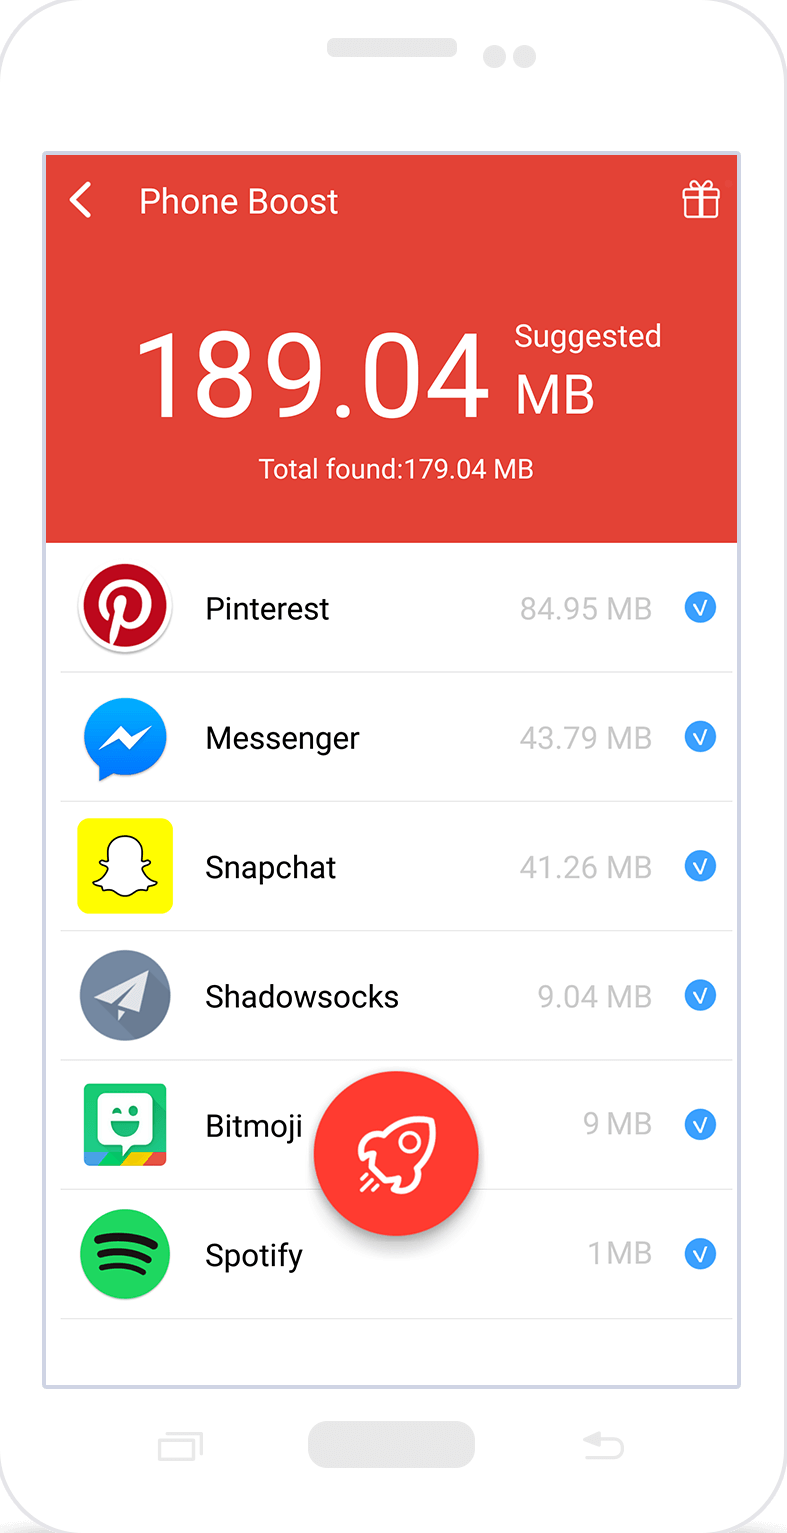 Phone Boost
189.04 Suggested MB
Total found:179.04 MB
Pinterest 84.95 MB
Messenger 43.79 MB
Snapchat 41.26 MB
Shadowsocks 9.04 MB
Bitmoji 9 MB
Spotify 1MB